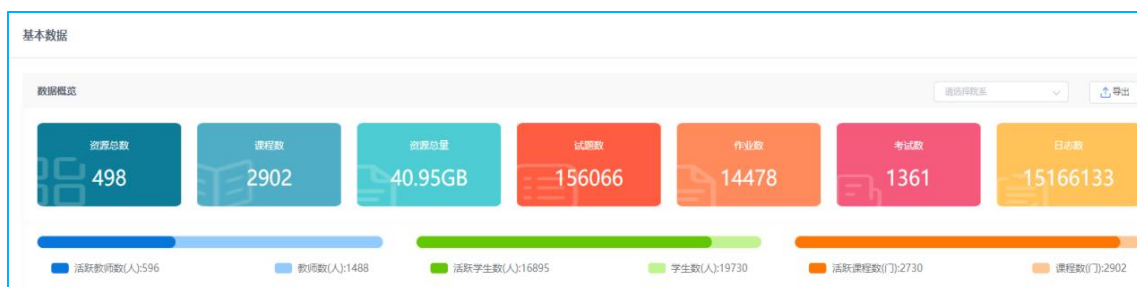 基本数据
数据概览
请选择院系
导出
资源总数
课程数
资源总量
试题数
作业数
考试数
日志数
498
2902
40.95GB
156066
14478
1361
15166133
活跃教师数(人):596
教师数(人):1488
活跃学生数(人):16895
学生数(人):19730
活跃课程数(门):2730
课程数(门):2902